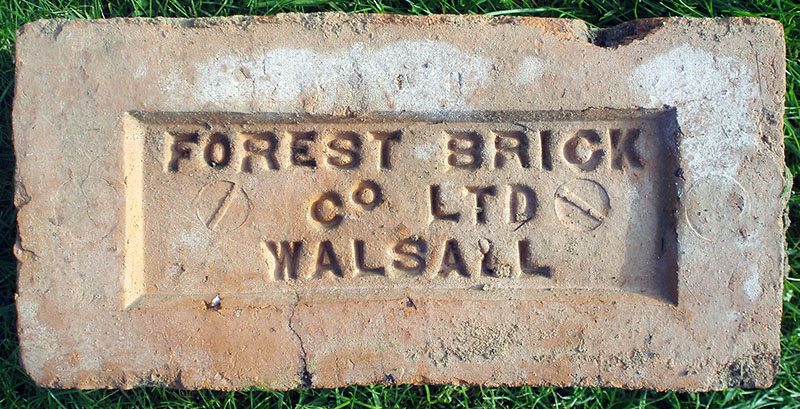 FOREST BRICK
Cº LTD
WALSALL